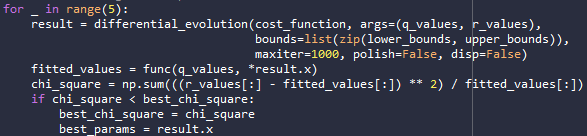 for _ in range(5):
    result = differential_evolution(cost_function, args=(q_values, r_values),
                                    bounds=list(zip(lower_bounds, upper_bounds)),
                                    maxiter=1000, polish=False, disp=False)
    fitted_values = func(q_values, *result.x)
    chi_square = np.sum(((r_values[:] - fitted_values[:]) ** 2) / fitted_values[:])
    if chi_square < best_chi_square:
        best_chi_square = chi_square
        best_params = result.x